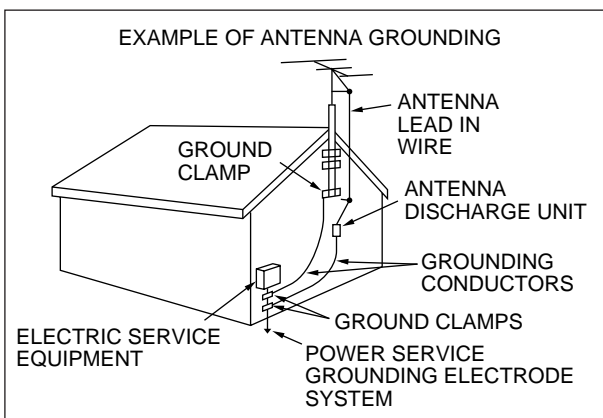 EXAMPLE OF ANTENNA GROUNDING
ANTENNA
LEAD IN
WIRE
GROUND
CLAMP
ANTENNA
DISCHARGE UNIT
GROUNDING
CONDUCTORS
GROUND CLAMPS
ELECTRIC SERVICE
EQUIPMENT
POWER SERVICE
GROUNDING ELECTRODE
SYSTEM